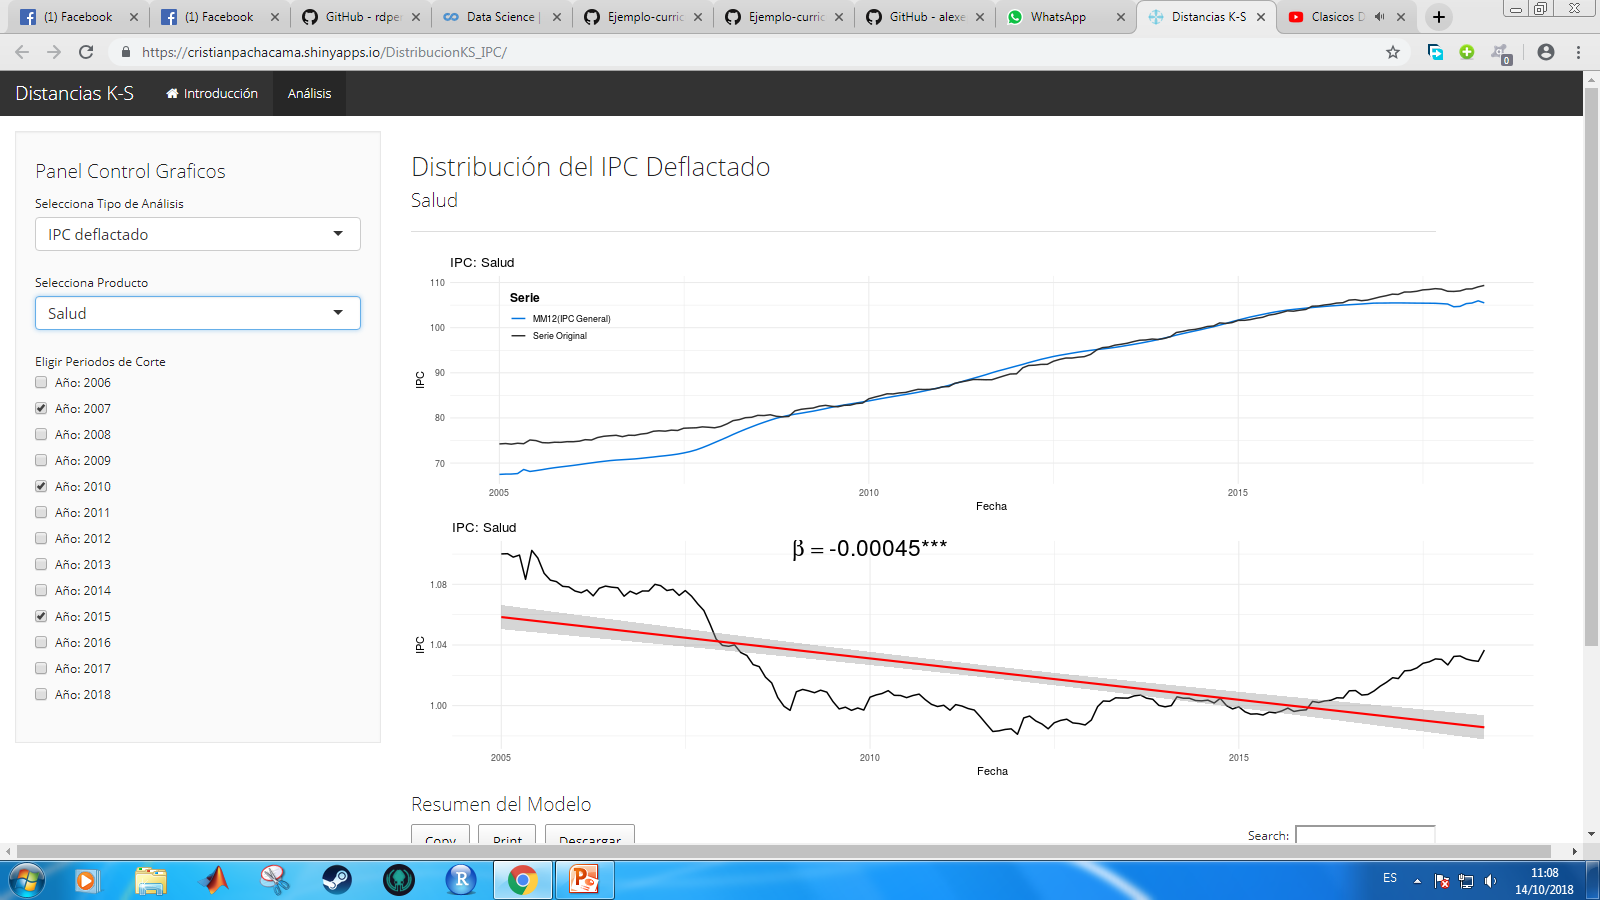 (1) Facebook
(1) Facebook
GitHub - rdpe
Data Science |
Ejemplo-curric
Ejemplo-curric
GitHub - alexe
WhatsApp
Distancias K-S
Clasicos D
https://cristianpachacama.shinyapps.io/DistribucionKS_IPC/
0
Distancias K-S
Introducción
Análisis
Panel Control Graficos
Selecciona Tipo de Análisis
IPC deflactado
Selecciona Producto
Salud
Eligir Periodos de Corte
Año: 2006
Año: 2007
Año: 2008
Año: 2009
Año: 2010
Año: 2011
Año: 2012
Año: 2013
Año: 2014
Año: 2015
Año: 2016
Año: 2017
Año: 2018
Distribución del IPC Deflactado
Salud
IPC: Salud
Serie
MM12(IPC General)
Serie Original
110
100
90
80
70
IPC
2005
2010
2015
Fecha
IPC: Salud
β = -0.00045***
1.08
1.04
1.00
IPC
2005
2010
2015
Fecha
Resumen del Modelo
Copy
Print
Descargar
Search:
ES
11:08
14/10/2018